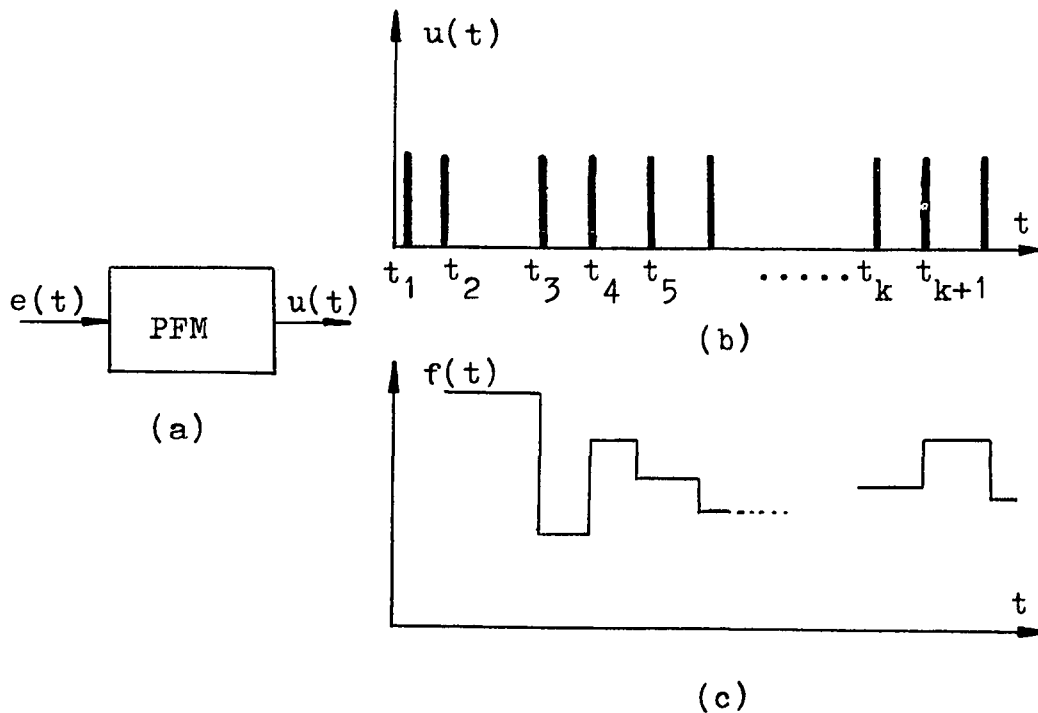 u(t)
t
t1 t2 t3 t4 t5 ..... tk tk+1
(b)
e(t) PFM u(t)
(a)
f(t)
.....
t
(c)